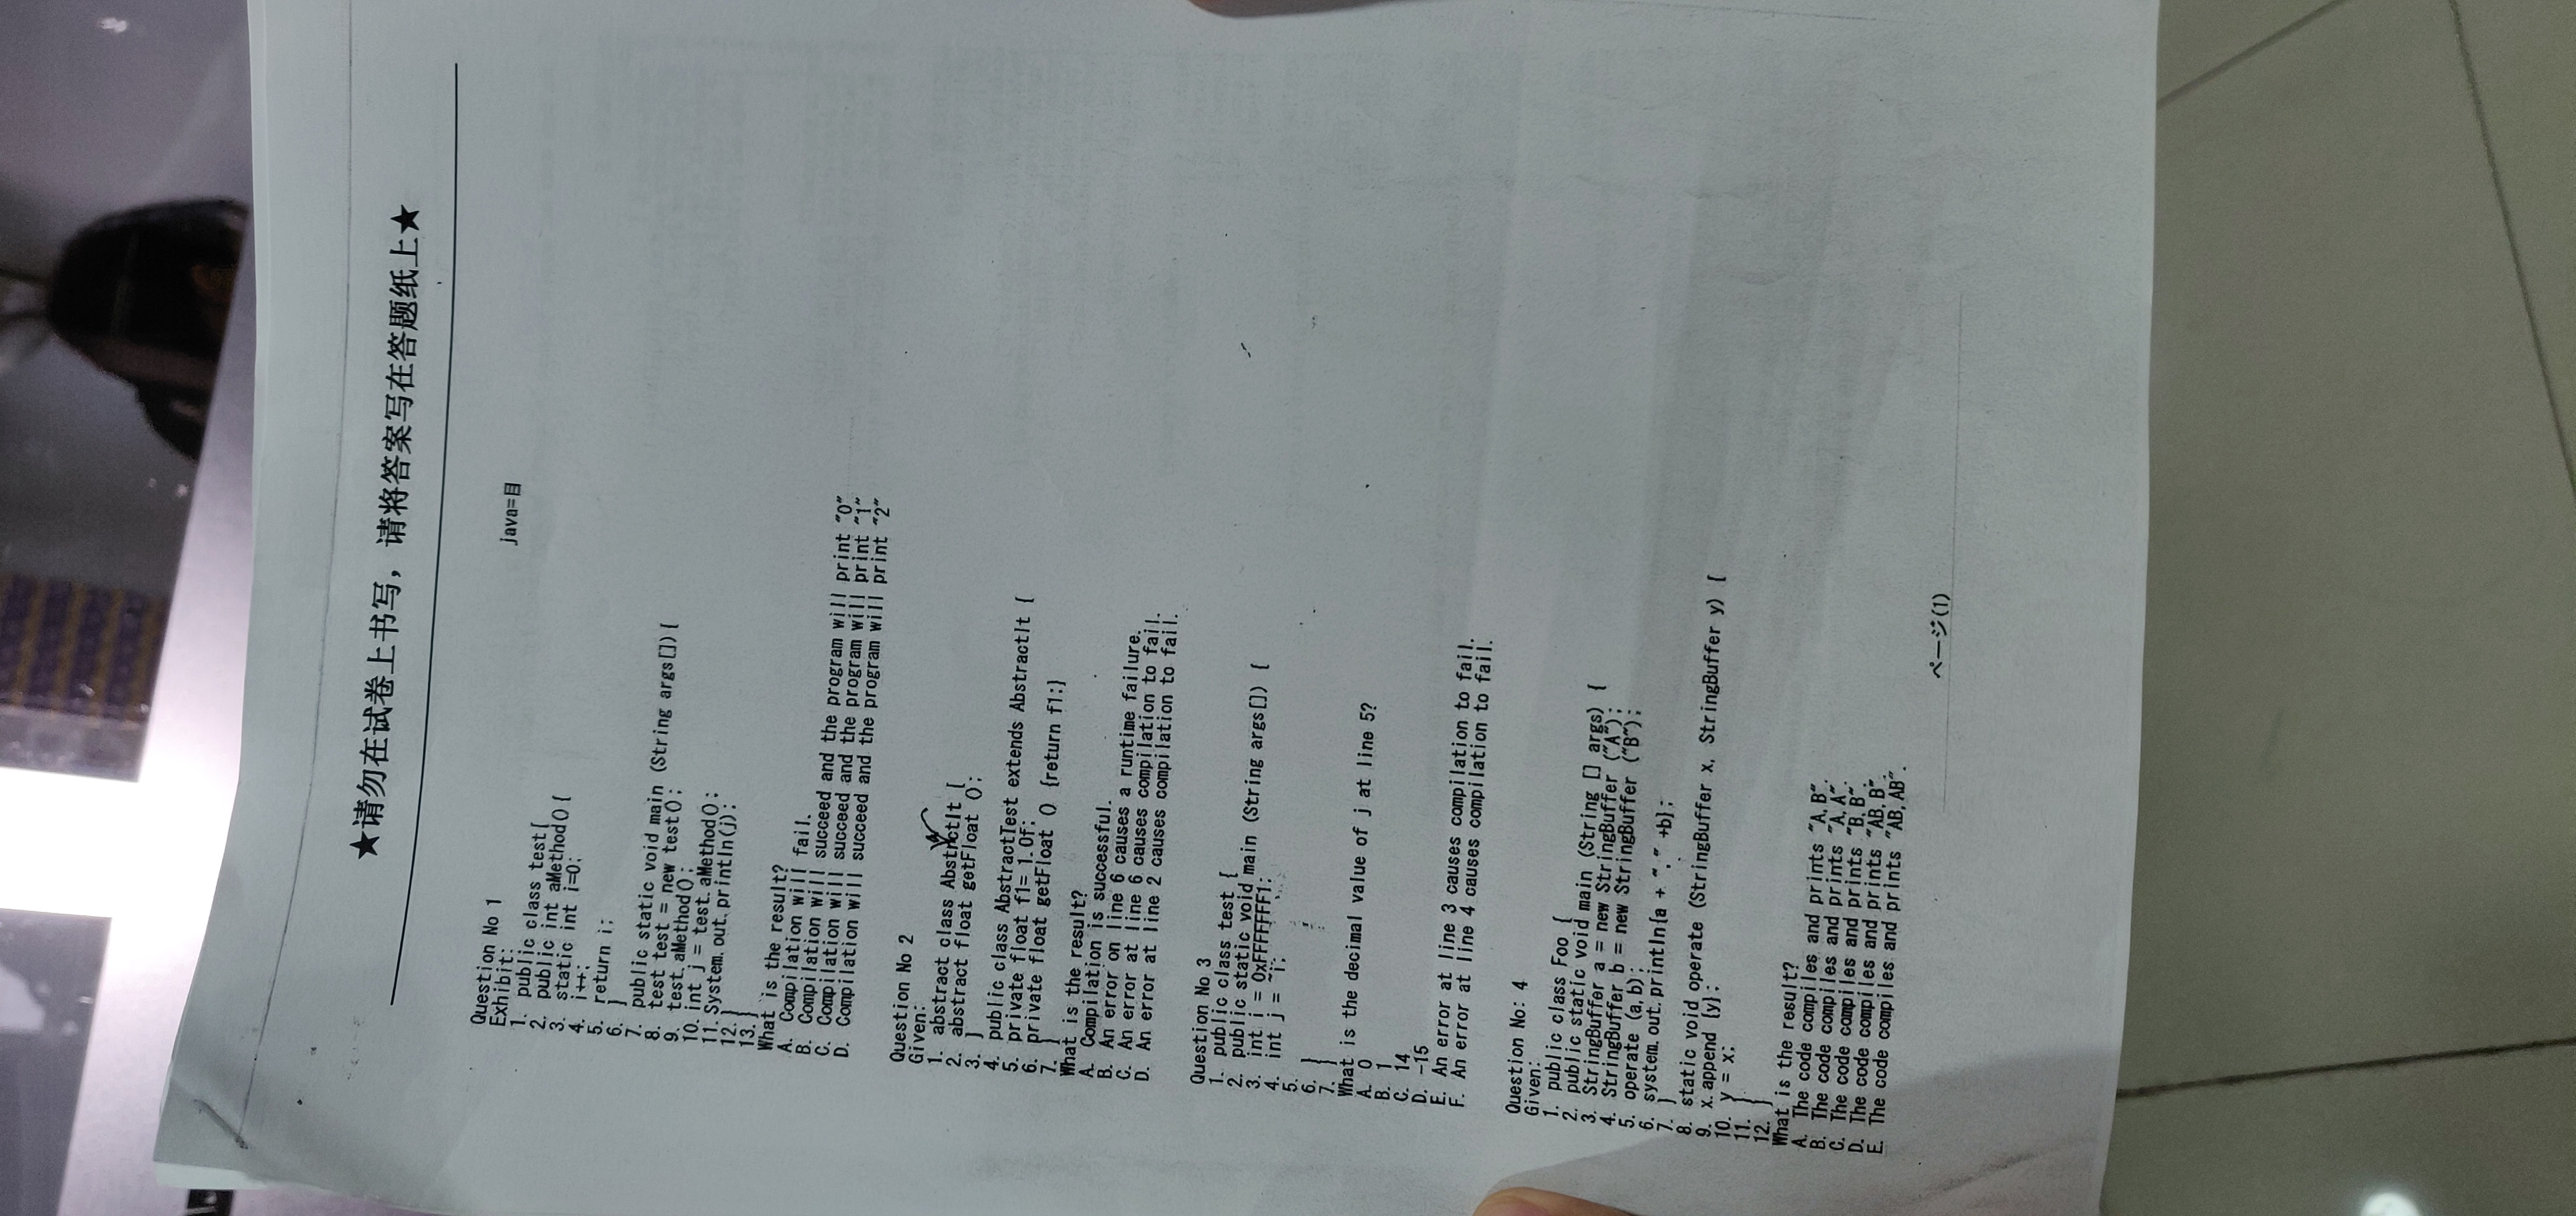 ★请勿在试卷上书写，请将答案写在答题纸上★
Question No 1
java=目
Exhibit:
1. public class test{
2. public int aMethod() {
3. static int i=0;
4. i++;
5. return i;
6. }
7. public static void main (String args[]) {
8. test test = new test();
9. test.aMethod();
10. int j = test.aMethod();
11. System.out.println(j);
12. }
13. }
What is the result?
A. Compilation will fail.
B. Compilation will succeed and the program will print "0"
C. Compilation will succeed and the program will print "1"
D. Compilation will succeed and the program will print "2"
Question No 2
Given:
1. abstract class AbstrctIt {
2. abstract float getFloat ();
3. }
4. public class AbstractTest extends AbstractIt {
5. private float f1= 1.0f;
6. private float getFloat () {return f1;}
7. }
What is the result?
A. Compilation is successful.
B. An error on line 6 causes a runtime failure.
C. An error at line 6 causes compilation to fail.
D. An error at line 2 causes compilation to fail.
Question No 3
1. public class test {
2. public static void main (String args[]) {
3. int i = 0xFFFFFFF1;
4. int j = ~i;
5.
6. }
7. }
What is the decimal value of j at line 5?
A. 0
B. 1
C. 14
D. -15
E. An error at line 3 causes compilation to fail.
F. An error at line 4 causes compilation to fail.
Question No: 4
Given:
1. public class Foo {
2. public static void main (String [] args) {
3. StringBuffer a = new StringBuffer ("A");
4. StringBuffer b = new StringBuffer ("B");
5. operate (a,b);
6. system.out.println{a + "," +b};
7. }
8. static void operate (StringBuffer x, StringBuffer y) {
9. x.append {y};
10. y = x;
11. }
12. }
What is the result?
A. The code compiles and prints "A,B".
B. The code compiles and prints "A,A".
C. The code compiles and prints "B,B".
D. The code compiles and prints "AB,B".
E. The code compiles and prints "AB,AB".
ページ(1)